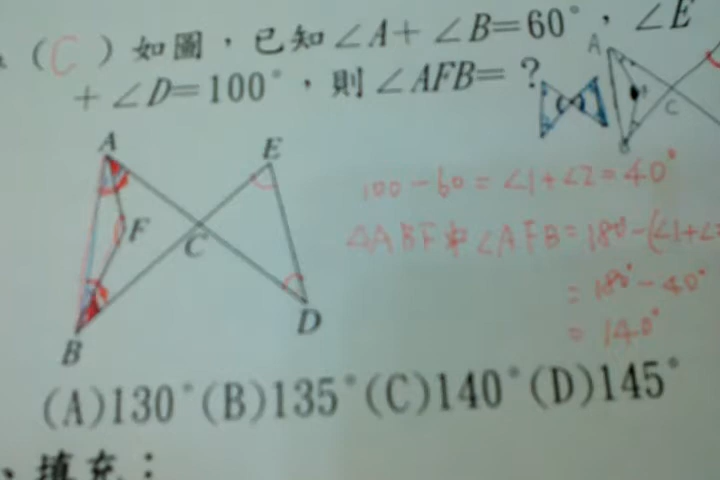 ( C ) 如圖，已知∠A+∠B=60°，∠E
+∠D=100°，則∠AFB=？
A
C
B
A
E
F
C
B
D
100-60=∠1+∠2=40°
△ABF中∠AFB=180-(∠1+∠2
=180°-40°
=140°
(A)130°(B)135°(C)140°(D)145°
、填充：